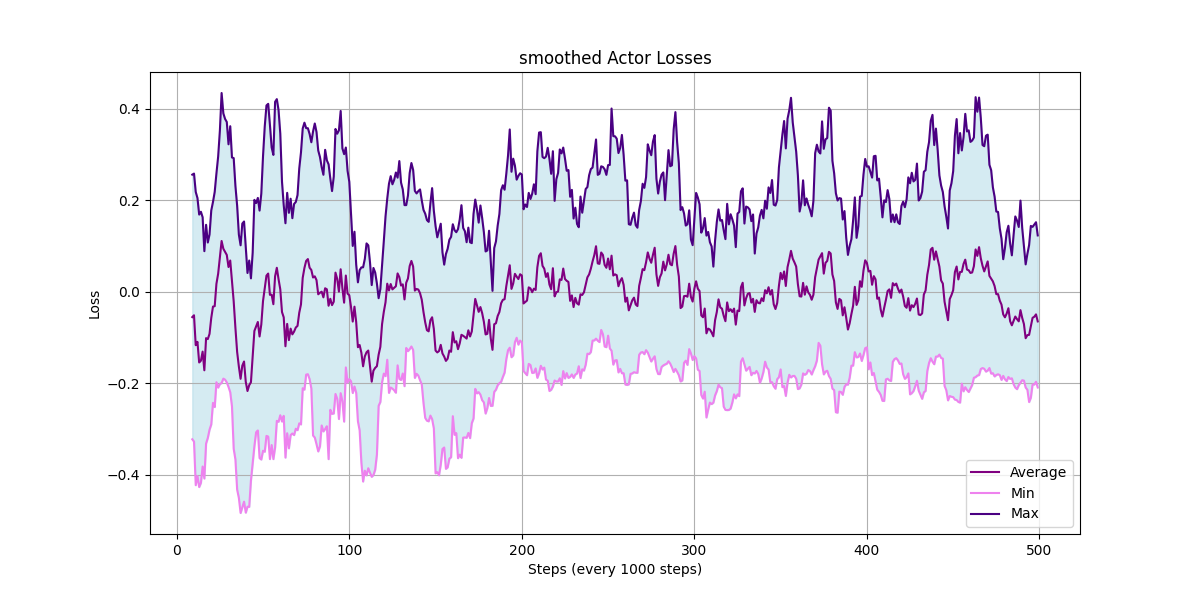 smoothed Actor Losses
Loss
0.4
0.2
0.0
−0.2
−0.4
0
100
200
300
400
500
Steps (every 1000 steps)
Average
Min
Max